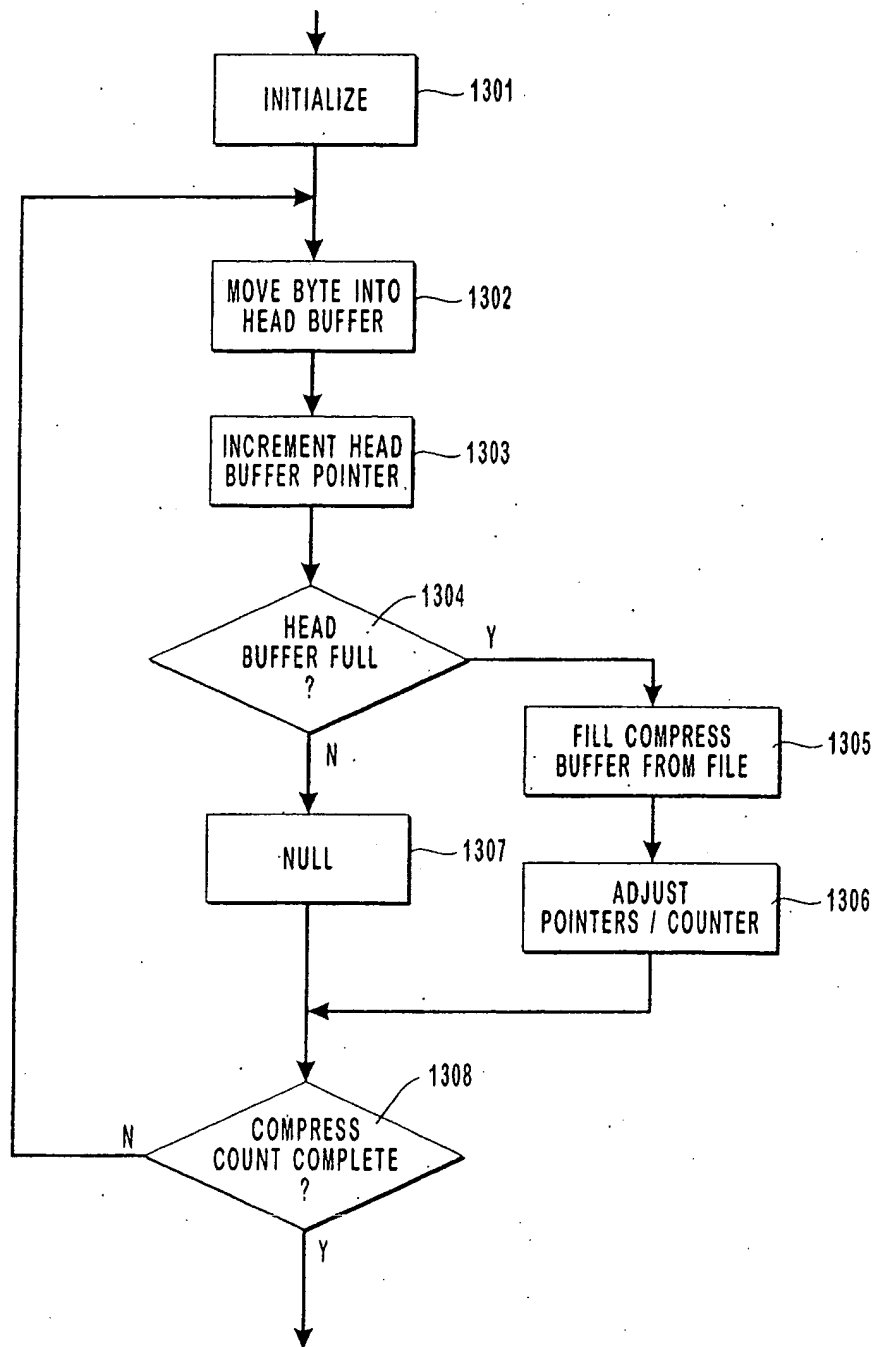 INITIALIZE
1301
MOVE BYTE INTO
HEAD BUFFER
1302
INCREMENT HEAD
BUFFER POINTER
1303
1304
HEAD
BUFFER FULL
?
Y
N
FILL COMPRESS
BUFFER FROM FILE
1305
NULL
1307
ADJUST
POINTERS / COUNTER
1306
1308
COMPRESS
COUNT COMPLETE
?
N
Y